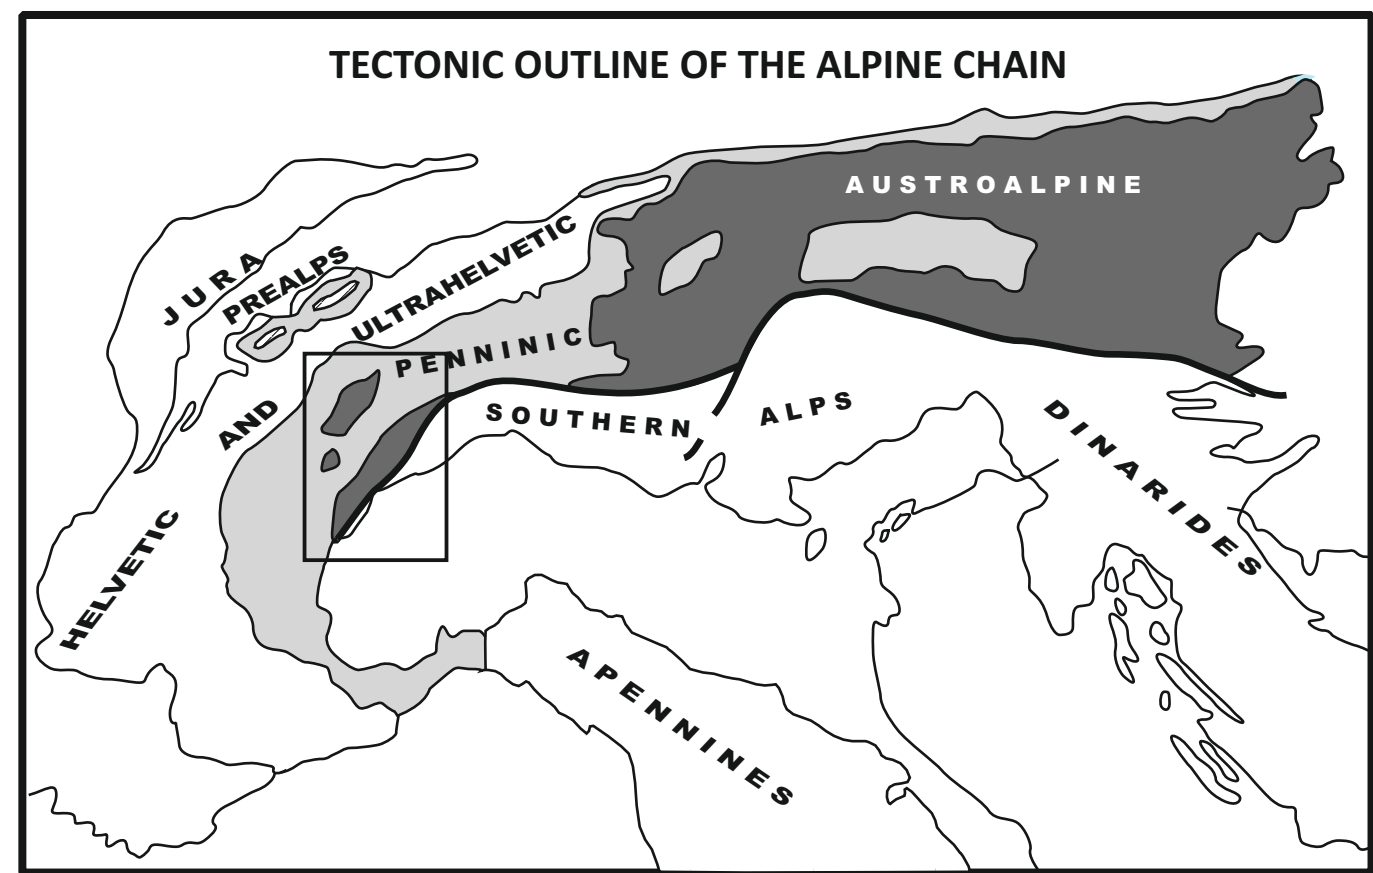 TECTONIC OUTLINE OF THE ALPINE CHAIN
AUSTROALPINE
JURA
PREALPS
ULTRAHELVETIC
PENNINIC
AND
SOUTHERN ALPS
DINARIDES
HELVETIC
APENNINES